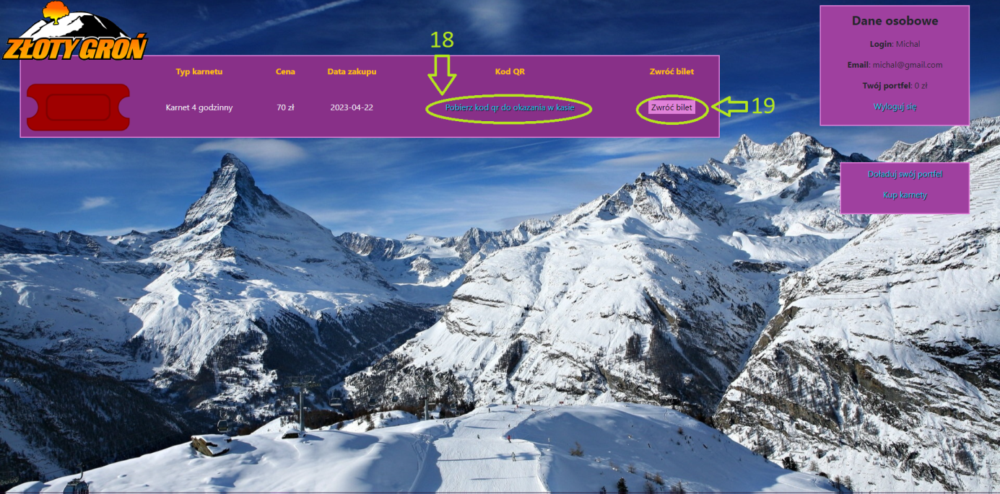 ZŁOTY GROŃ
18
Typ karnetu Cena Data zakupu Kod QR Zwróć bilet
Karnet 4 godzinny 70 zł 2023-04-22 Pobierz kod qr do okazania w kasie Zwróć bilet
19
Dane osobowe
Login: Michal
Email: michal@gmail.com
Twój portfel: 0 zł
Wyloguj się
Doładuj swój portfel
Kup karnety